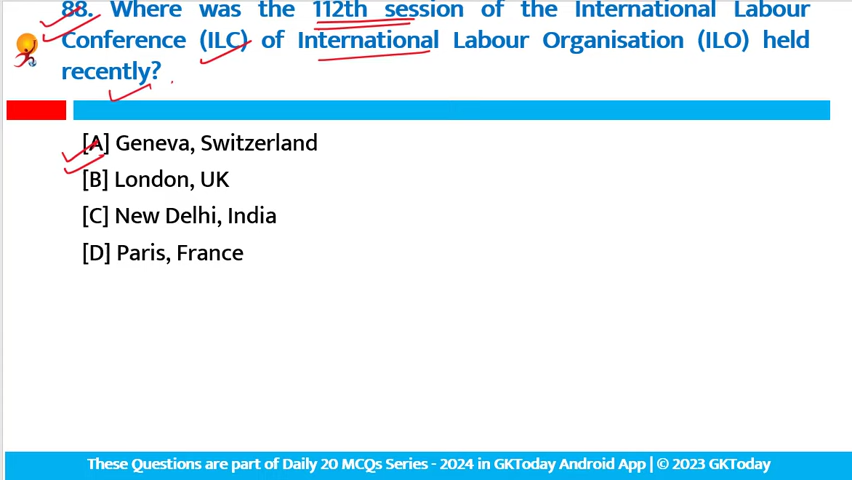 88. Where was the 112th session of the International Labour
Conference (ILC) of International Labour Organisation (ILO) held
recently?
[A] Geneva, Switzerland
[B] London, UK
[C] New Delhi, India
[D] Paris, France
These Questions are part of Daily 20 MCQs Series - 2024 in GKToday Android App | © 2023 GKToday